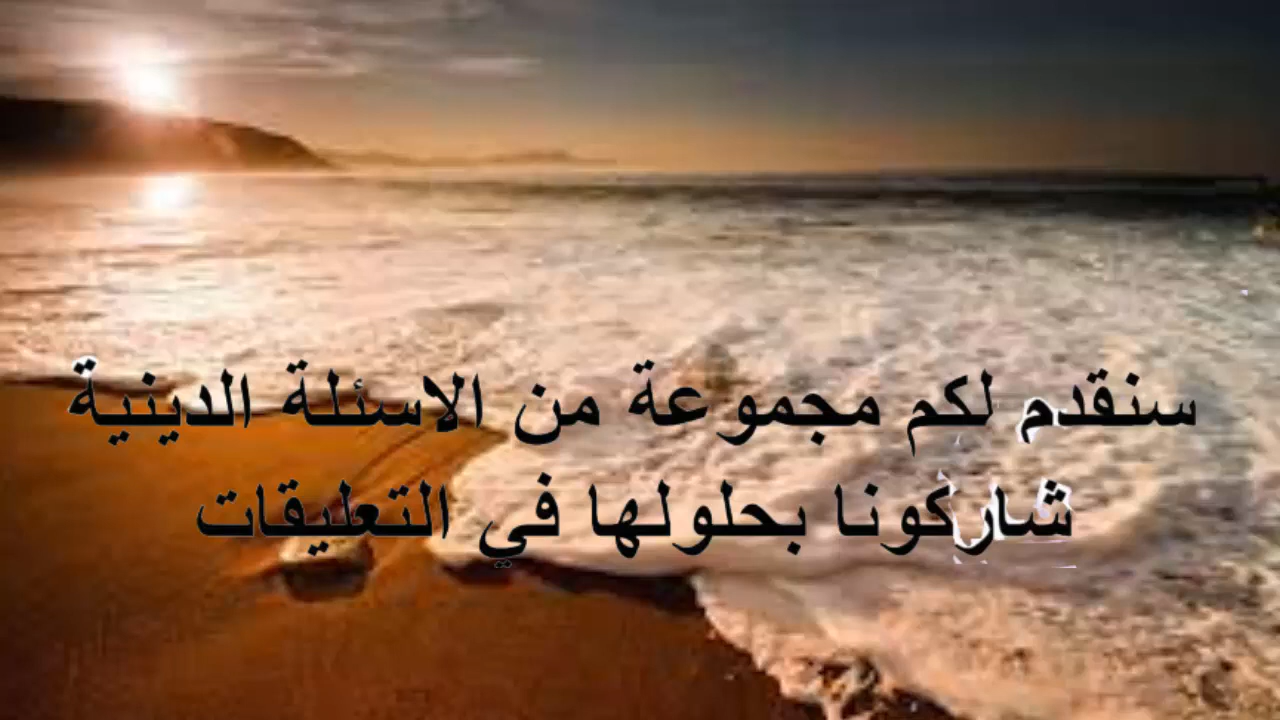 سنقدم لكم مجموعة من الاسئلة الدينية
شاركونا بحلولها في التعليقات